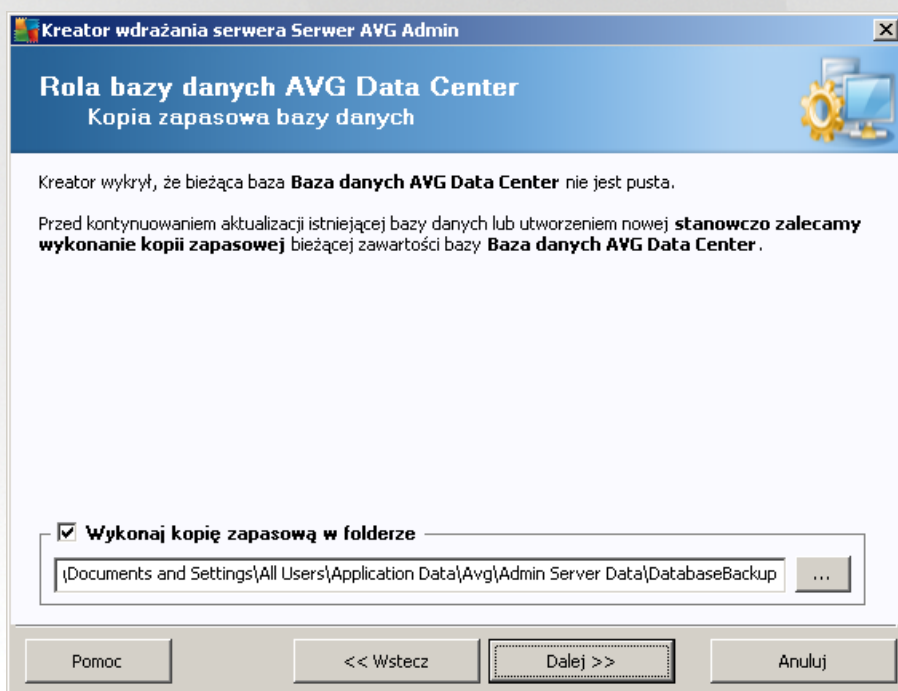 Kreator wdrażania serwera Serwer AVG Admin
Rola bazy danych AVG Data Center
Kopia zapasowa bazy danych
Kreator wykrył, że bieżąca baza Baza danych AVG Data Center nie jest pusta.
Przed kontynuowaniem aktualizacji istniejącej bazy danych lub utworzeniem nowej stanowczo zalecamy
wykonanie kopii zapasowej bieżącej zawartości bazy Baza danych AVG Data Center.
Wykonaj kopię zapasową w folderze
\Documents and Settings\All Users\Application Data\Avg\Admin Server Data\DatabaseBackup
...
Pomoc
<< Wstecz
Dalej >>
Anuluj